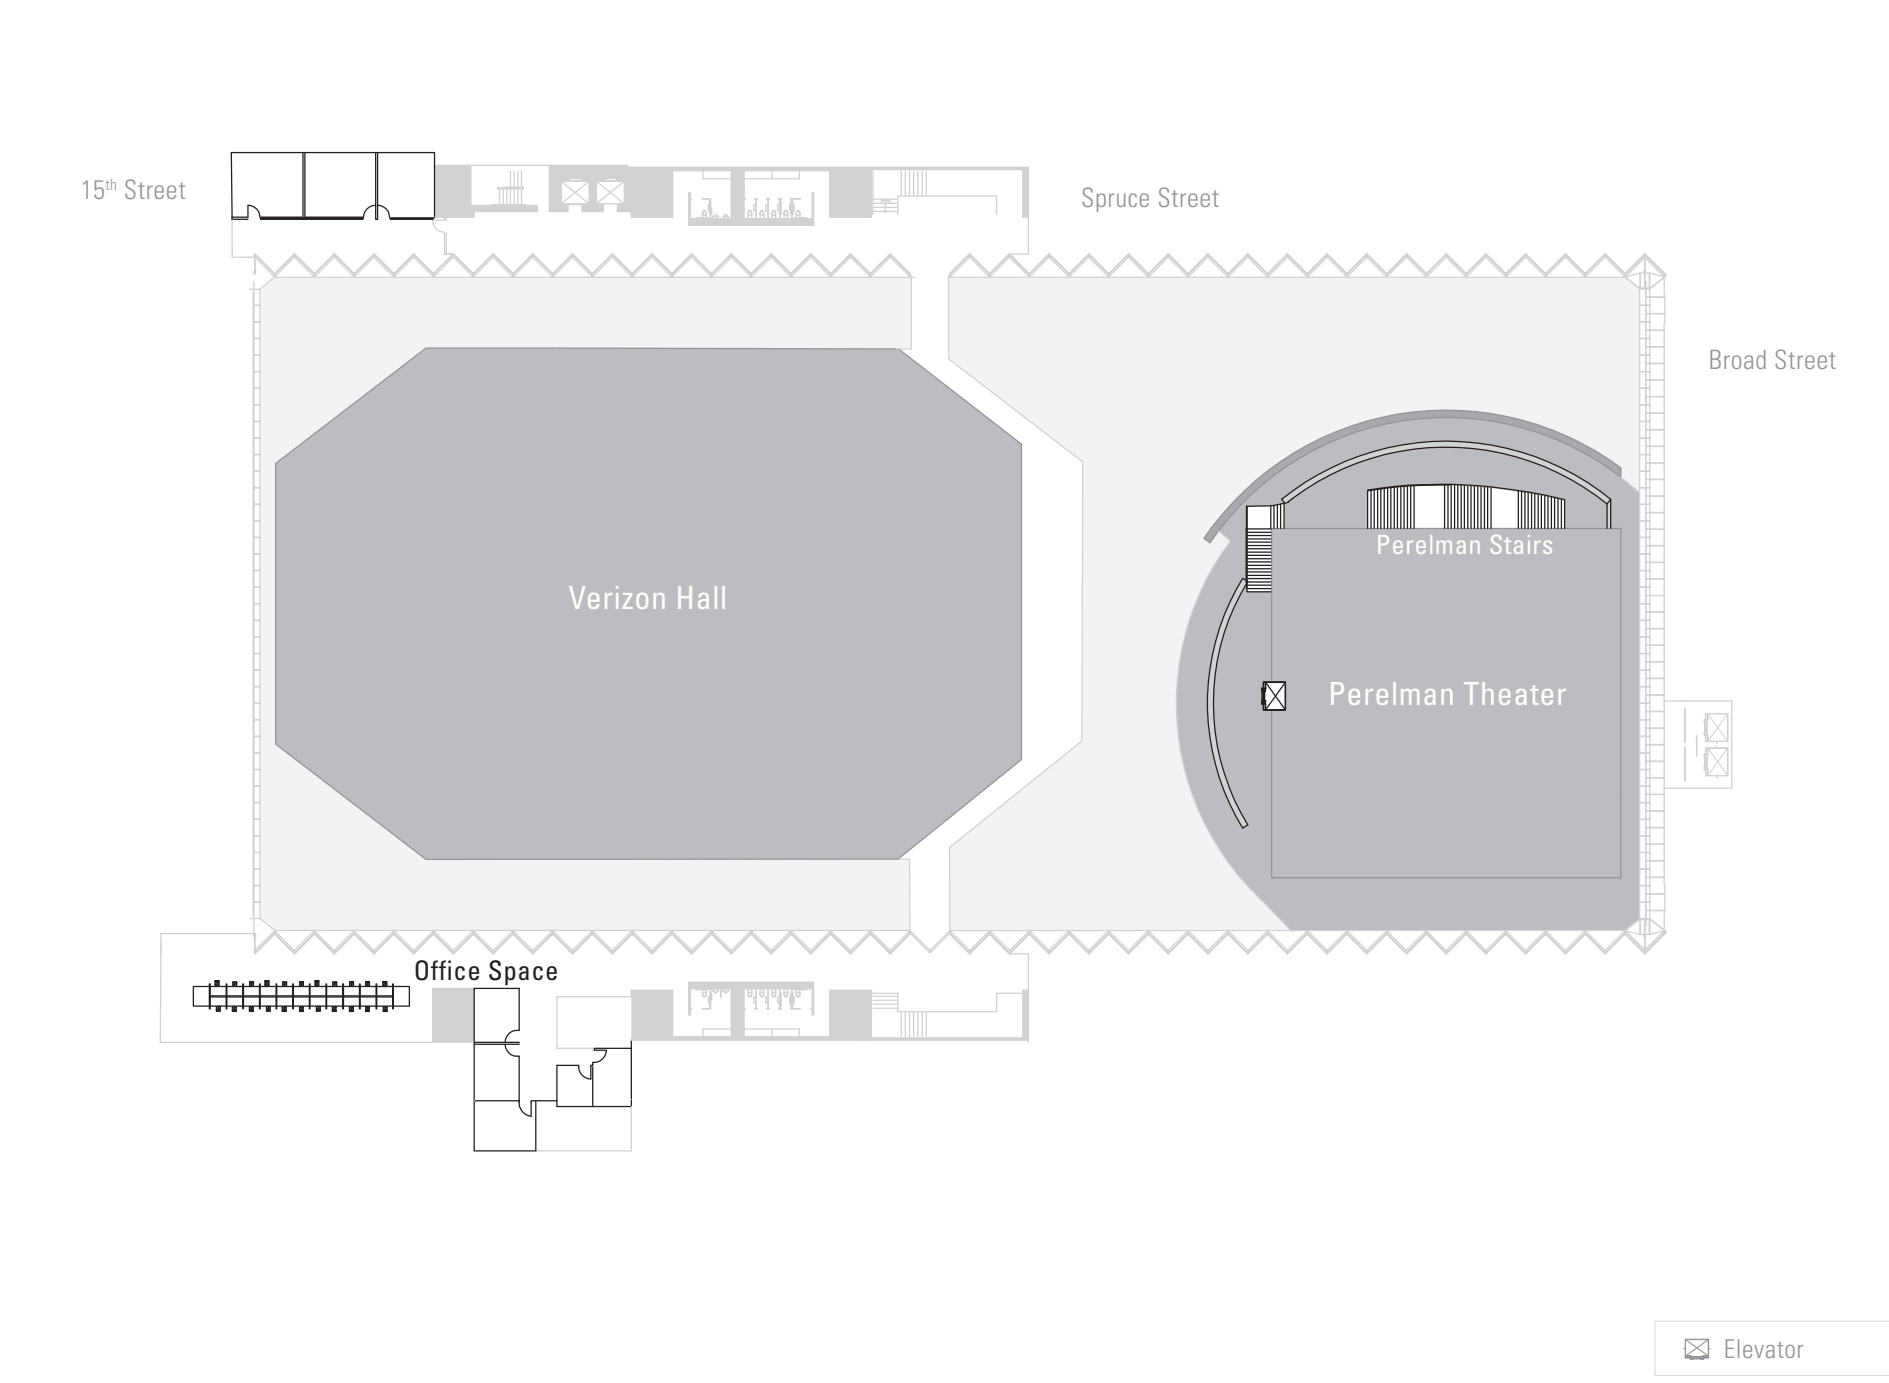 15th Street
Spruce Street
Broad Street
Perelman Stairs
Verizon Hall
Perelman Theater
Office Space
Elevator